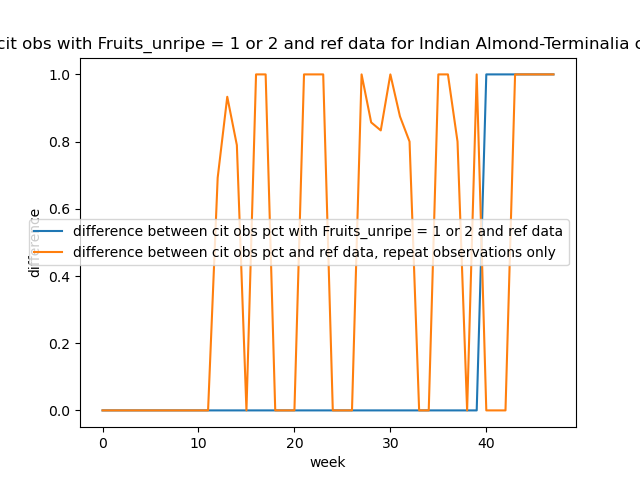 cit obs with Fruits_unripe = 1 or 2 and ref data for Indian Almond-Terminalia
1.0
0.8
0.6
0.4
0.2
0.0
difference
difference between cit obs pct with Fruits_unripe = 1 or 2 and ref data
difference between cit obs pct and ref data, repeat observations only
0 10 20 30 40
week